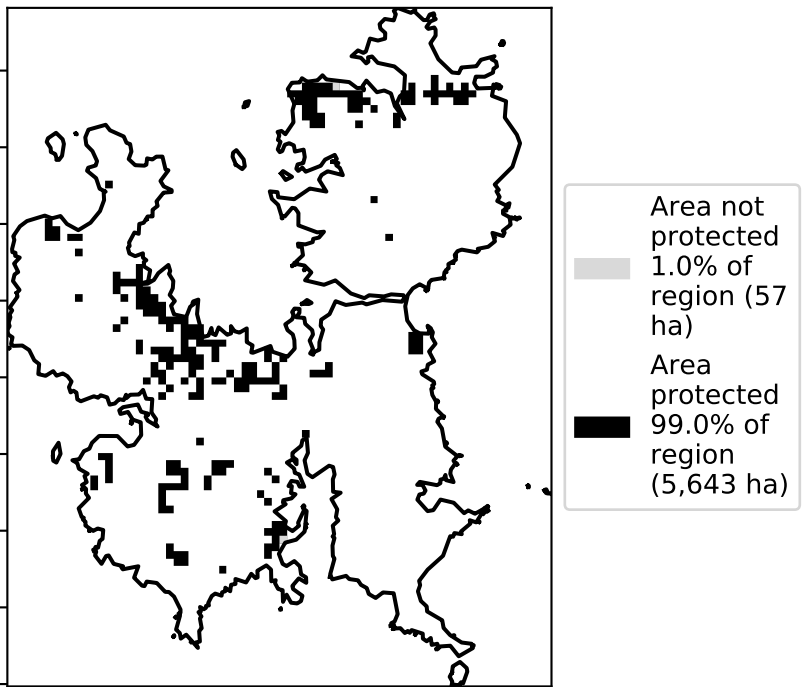 Area not
protected
1.0% of
region (57
ha)
Area
protected
99.0% of
region
(5,643 ha)